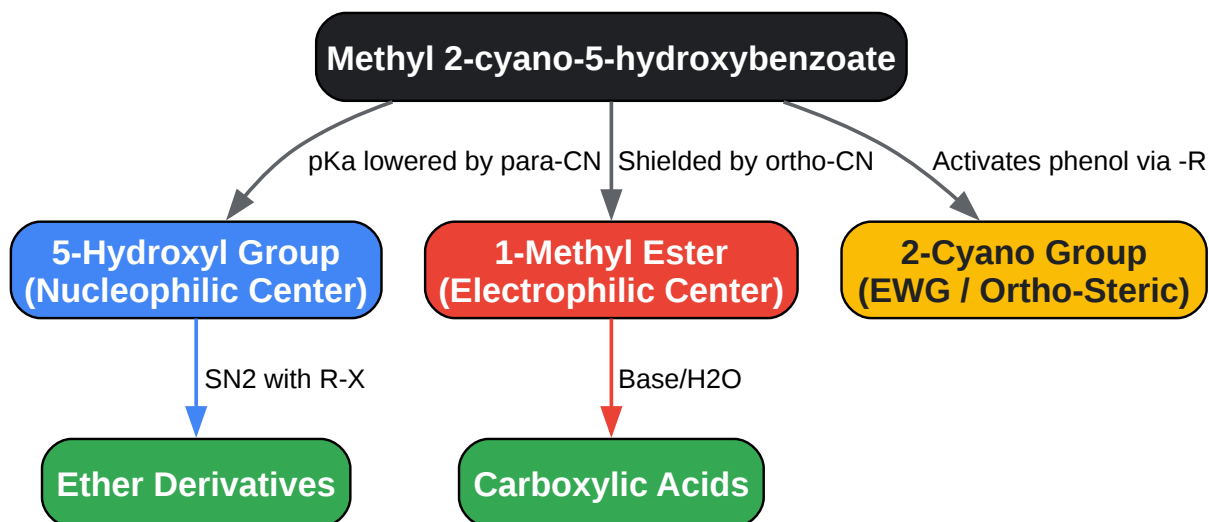 Methyl 2-cyano-5-hydroxybenzoate
pKa lowered by para-CN
Shielded by ortho-CN
Activates phenol via -R
5-Hydroxyl Group
(Nucleophilic Center)
1-Methyl Ester
(Electrophilic Center)
2-Cyano Group
(EWG / Ortho-Steric)
SN2 with R-X
Base/H2O
Ether Derivatives
Carboxylic Acids